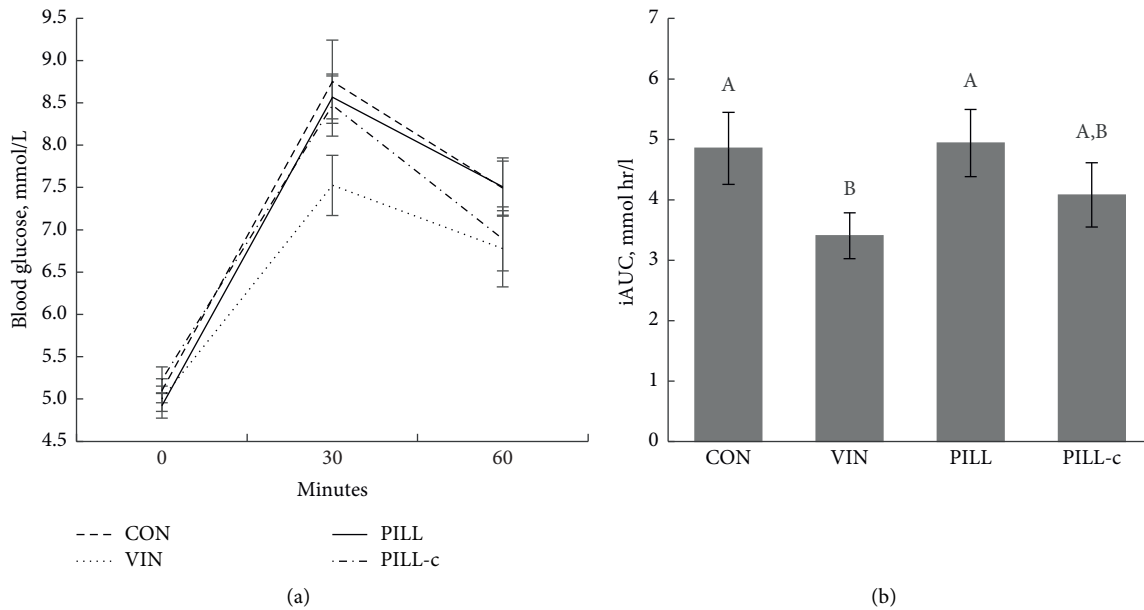 9.5
9.0
8.5
8.0
7.5
7.0
6.5
6.0
5.5
5.0
4.5
Blood glucose, mmol/L
0 30 60
Minutes
CON PILL
VIN PILL-c
(a)
7
6
5
4
3
2
1
0
iAUC, mmol hr/l
A
B
A
A,B
CON VIN PILL PILL-c
(b)